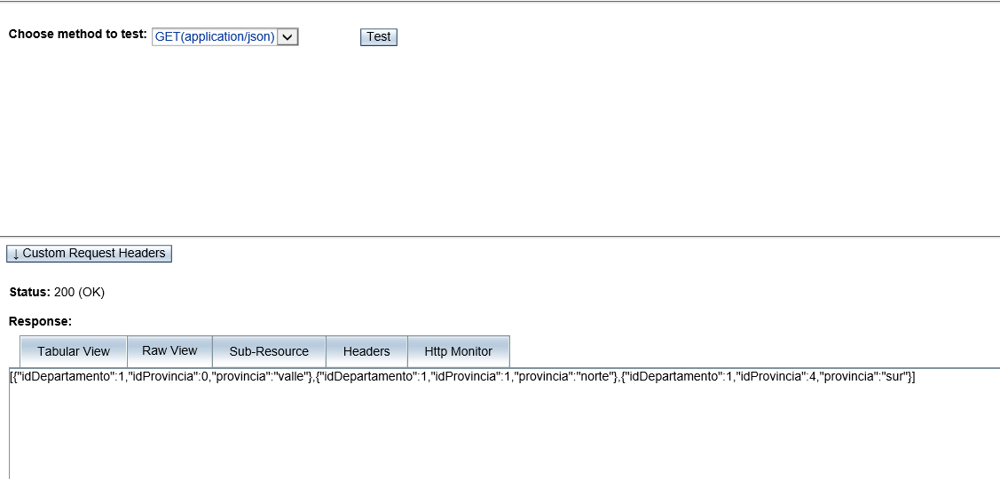 Choose method to test: GET(application/json) Test
↓ Custom Request Headers
Status: 200 (OK)
Response:
Tabular View Raw View Sub-Resource Headers Http Monitor
[{"idDepartamento":1,"idProvincia":0,"provincia":"valle"},{"idDepartamento":1,"idProvincia":1,"provincia":"norte"},{"idDepartamento":1,"idProvincia":4,"provincia":"sur"}]